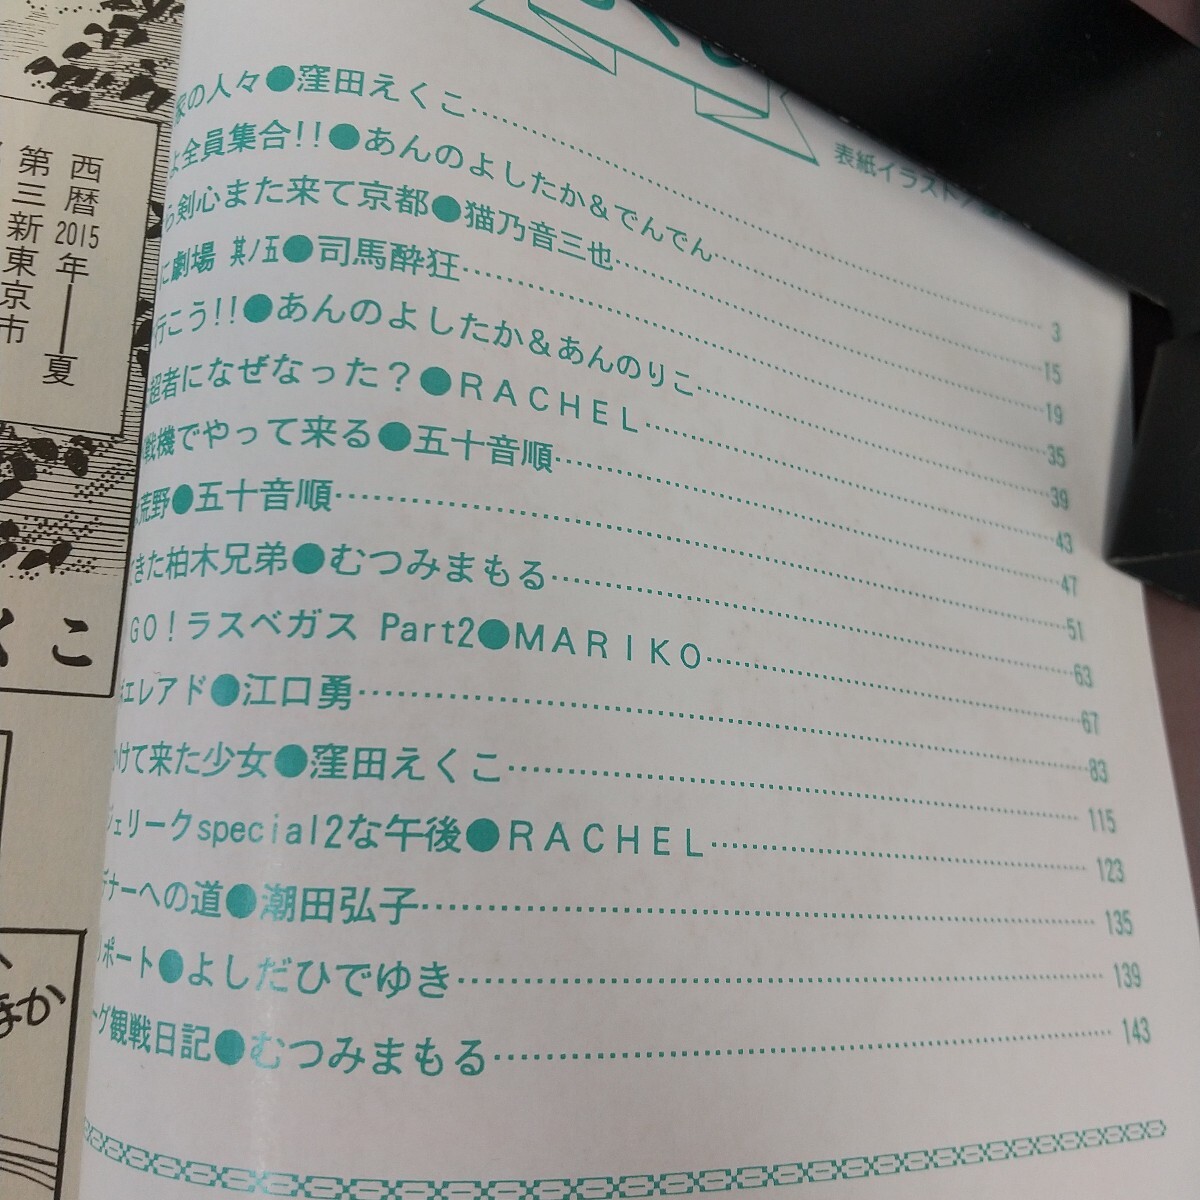 表紙イラスト
家の人々●窪田えくこ 3
よ全員集合!!●あんのよしたか&でんでん 15
ら剣心また来て京都●猫乃音三也 19
に劇場 其ノ五●司馬酔狂 35
行こう!!●あんのよしたか&あんのりこ 39
超者になぜなった？●RACHEL 43
戦機でやって来る●五十音順 47
荒野●五十音順 51
きた柏木兄弟●むつみまもる 63
GO！ラスベガス Part2●MARIKO 67
エレアド●江口勇 83
かけて来た少女●窪田えくこ 115
ジェリークspecial2な午後●RACHEL 123
ナーへの道●潮田弘子 135
ポート●よしだひでゆき 139
ーグ観戦日記●むつみまもる 143
西暦2015年――夏
第三新東京市
くこ
まか